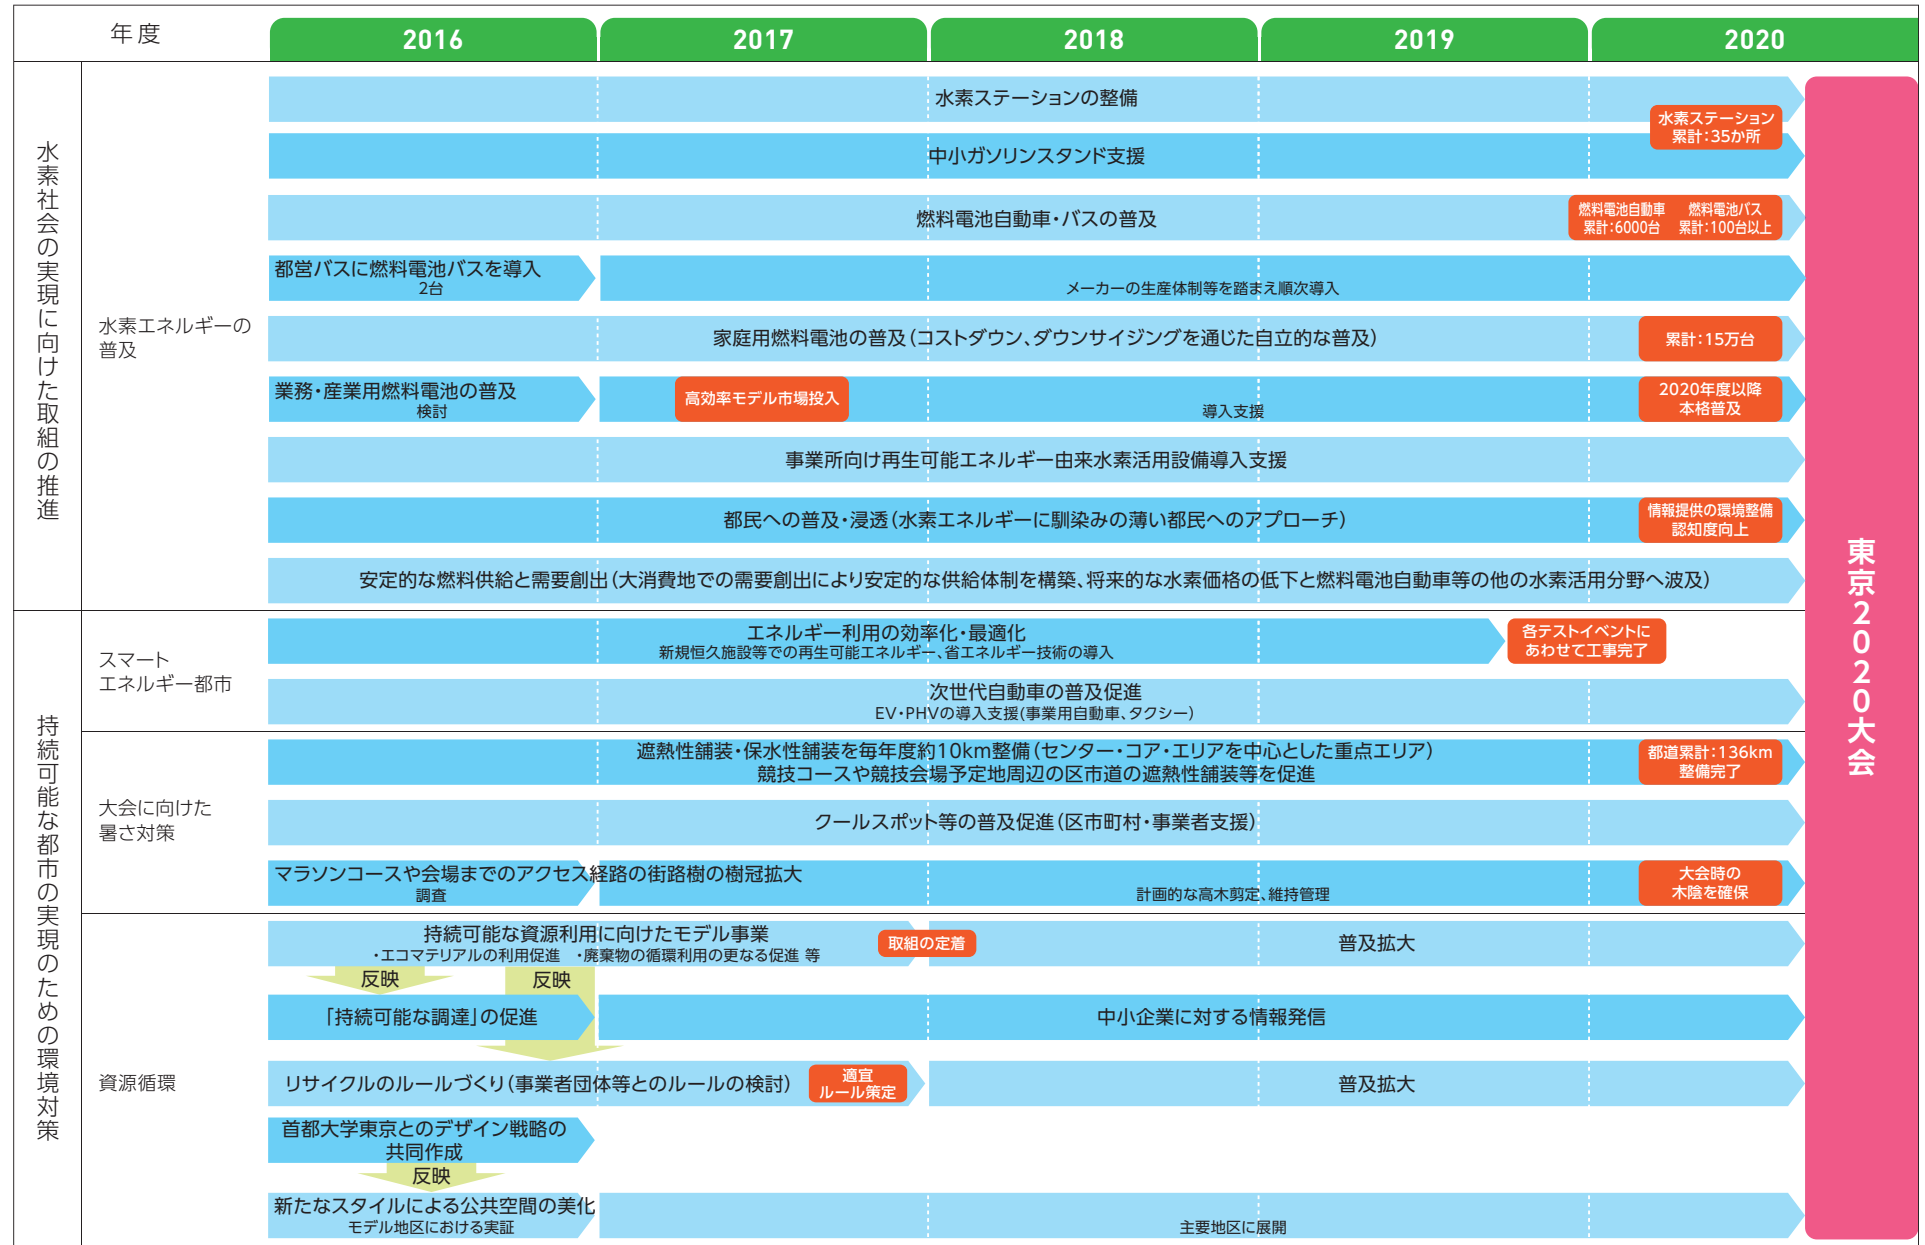 年度
2016
2017
2018
2019
2020
水素社会の実現に向けた取組の推進
水素エネルギーの
普及
水素ステーションの整備
水素ステーション
累計：35か所
中小ガソリンスタンド支援
燃料電池自動車・バスの普及
燃料電池自動車
累計：6000台
燃料電池バス
累計：100台以上
都営バスに燃料電池バスを導入
2台
メーカーの生産体制等を踏まえ順次導入
家庭用燃料電池の普及（コストダウン、ダウンサイジングを通じた自立的な普及）
累計：15万台
業務・産業用燃料電池の普及
検討
高効率モデル市場投入
導入支援
2020年度以降
本格普及
事業所向け再生可能エネルギー由来水素活用設備導入支援
都民への普及・浸透（水素エネルギーに馴染みの薄い都民へのアプローチ）
情報提供の環境整備
認知度向上
安定的な燃料供給と需要創出（大消費地での需要創出により安定的な供給体制を構築、将来的な水素価格の低下と燃料電池自動車等の他の水素活用分野へ波及）
東京2020大会
持続可能な都市の実現のための環境対策
スマート
エネルギー都市
エネルギー利用の効率化・最適化
新規恒久施設等での再生可能エネルギー、省エネルギー技術の導入
各テストイベントに
あわせて工事完了
次世代自動車の普及促進
EV・PHVの導入支援(事業用自動車、タクシー)
大会に向けた
暑さ対策
遮熱性舗装・保水性舗装を毎年度約10km整備（センター・コア・エリアを中心とした重点エリア）
競技コースや競技会場予定地周辺の区市道の遮熱性舗装等を促進
都道累計：136km
整備完了
クールスポット等の普及促進（区市町村・事業者支援）
マラソンコースや会場までのアクセス経路の街路樹の樹冠拡大
調査
計画的な高木剪定、維持管理
大会時の
木陰を確保
資源循環
持続可能な資源利用に向けたモデル事業
・エコマテリアルの利用促進 ・廃棄物の循環利用の更なる促進 等
取組の定着
普及拡大
反映
反映
「持続可能な調達」の促進
中小企業に対する情報発信
リサイクルのルールづくり（事業者団体等とのルールの検討）
適宜
ルール策定
普及拡大
首都大学東京とのデザイン戦略の
共同作成
反映
新たなスタイルによる公共空間の美化
モデル地区における実証
主要地区に展開